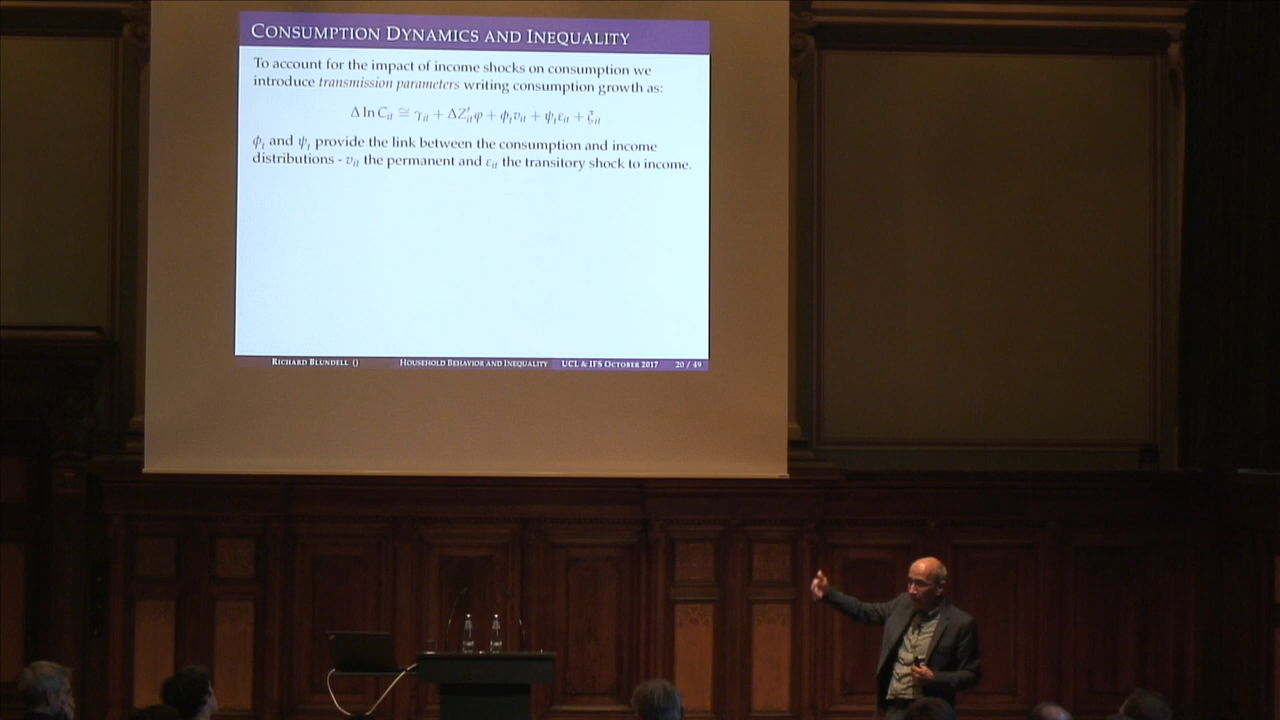 CONSUMPTION DYNAMICS AND INEQUALITY
To account for the impact of income shocks on consumption we
introduce transmission parameters writing consumption growth as:
Δ ln C_it ≅ γ_it + ΔZ′_it φ + ϕ_t v_it + ψ_t ε_it + ξ_it
ϕ_t and ψ_t provide the link between the consumption and income
distributions - v_it the permanent and ε_it the transitory shock to income.
RICHARD BLUNDELL () HOUSEHOLD BEHAVIOR AND INEQUALITY UCL & IFS OCTOBER 2017 20 / 49